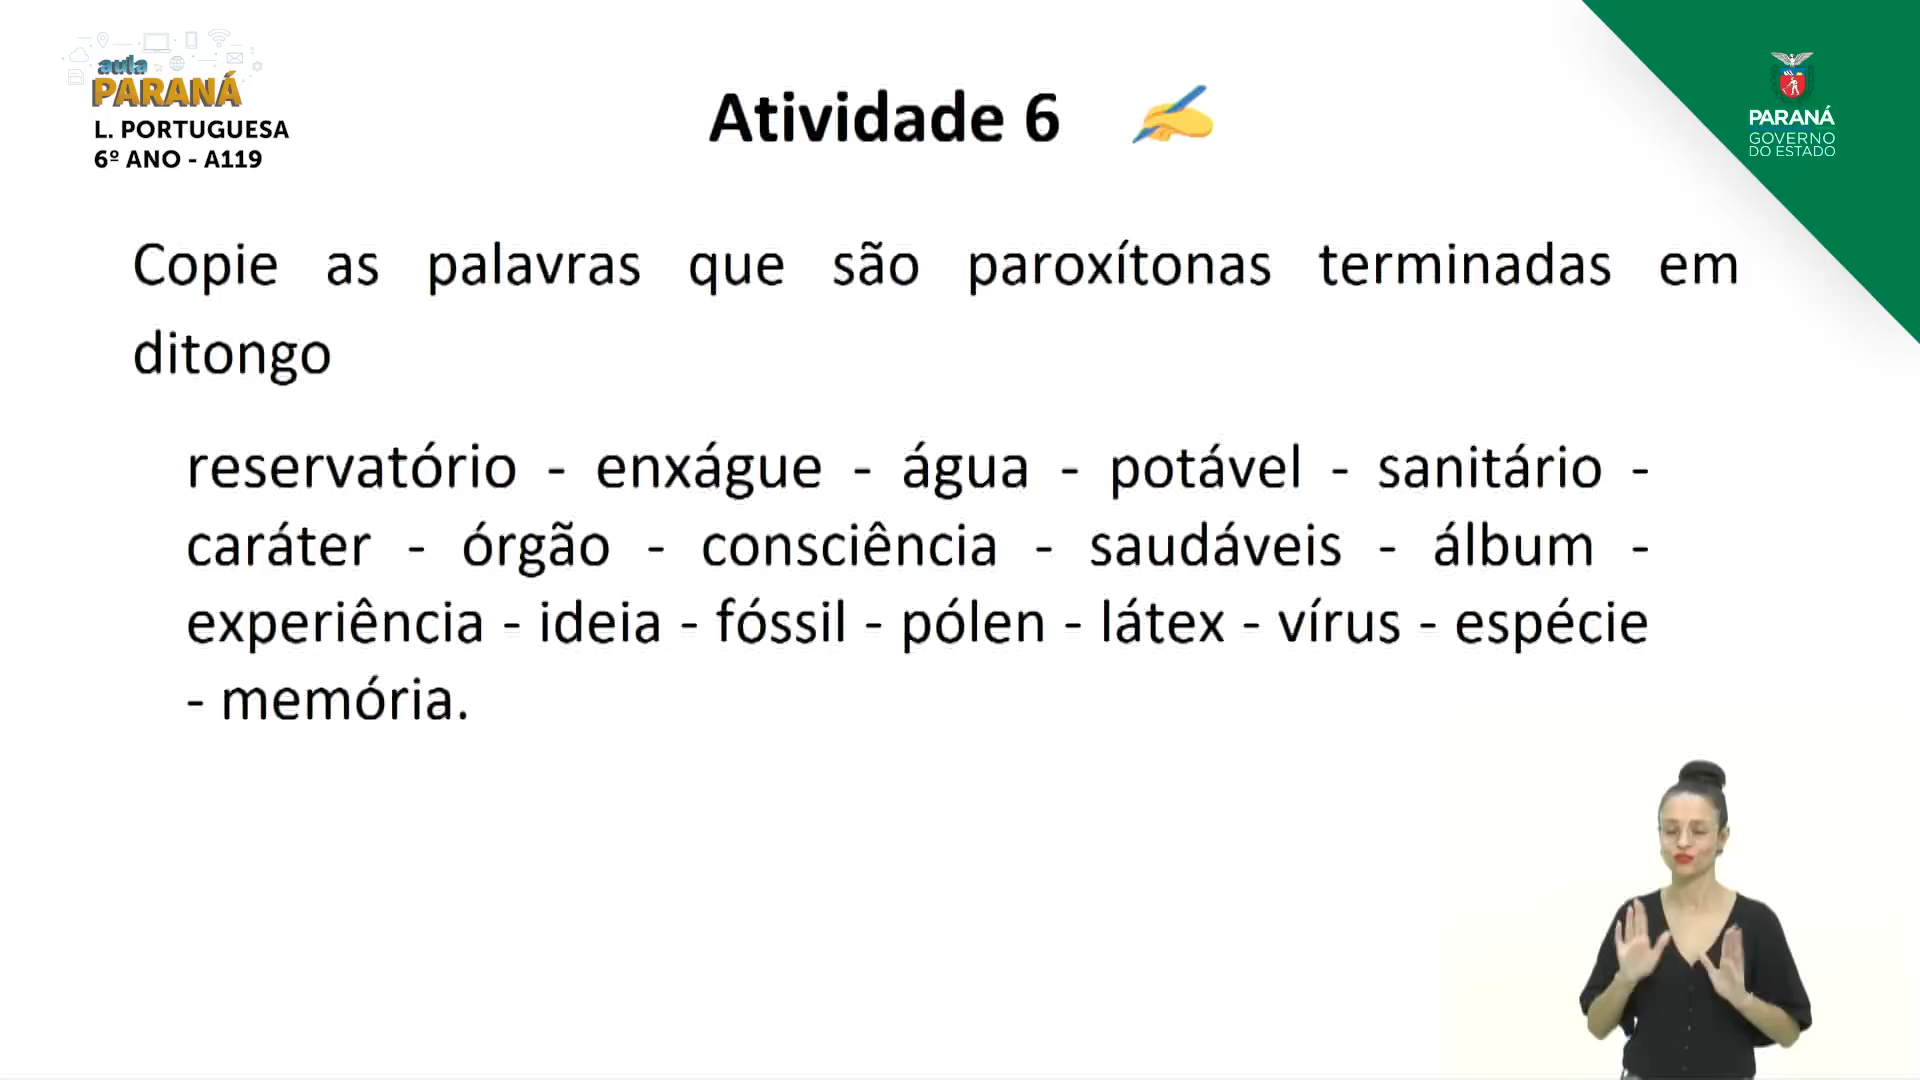 aula
PARANÁ
L. PORTUGUESA
6º ANO - A119
Atividade 6
PARANÁ
GOVERNO
DO ESTADO
Copie as palavras que são paroxítonas terminadas em
ditongo
reservatório - enxágue - água - potável - sanitário -
caráter - órgão - consciência - saudáveis - álbum -
experiência - ideia - fóssil - pólen - látex - vírus - espécie
- memória.